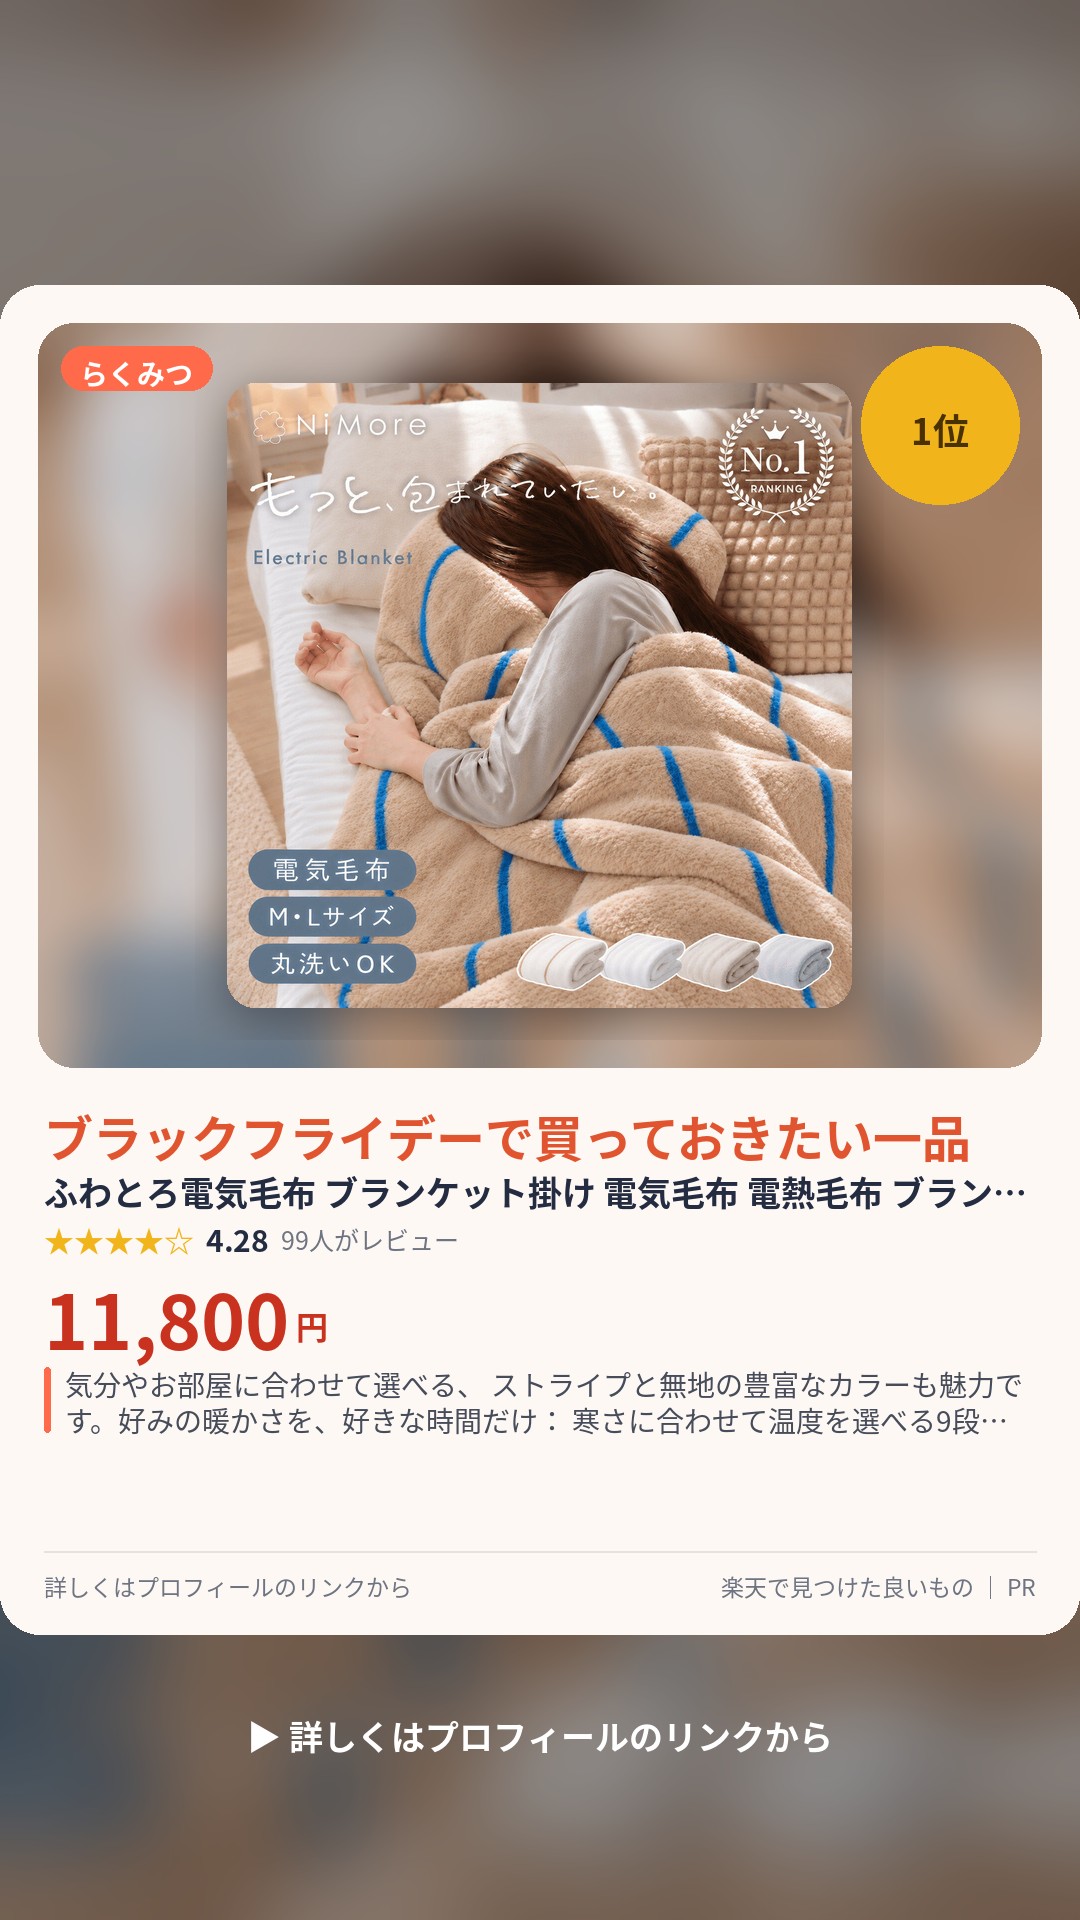 らくみつ
1位
NiMore
No.1
RANKING
もっと、包まれていたい。
Electric Blanket
電気毛布
M・Lサイズ
丸洗いOK
ブラックフライデーで買っておきたい一品
ふわとろ電気毛布 ブランケット掛け 電気毛布 電熱毛布 ブラン…
★★★★☆ 4.28 99人がレビュー
11,800円
気分やお部屋に合わせて選べる、 ストライプと無地の豊富なカラーも魅力で
す。好みの暖かさを、好きな時間だけ： 寒さに合わせて温度を選べる9段…
詳しくはプロフィールのリンクから
楽天で見つけた良いもの｜PR
▶ 詳しくはプロフィールのリンクから